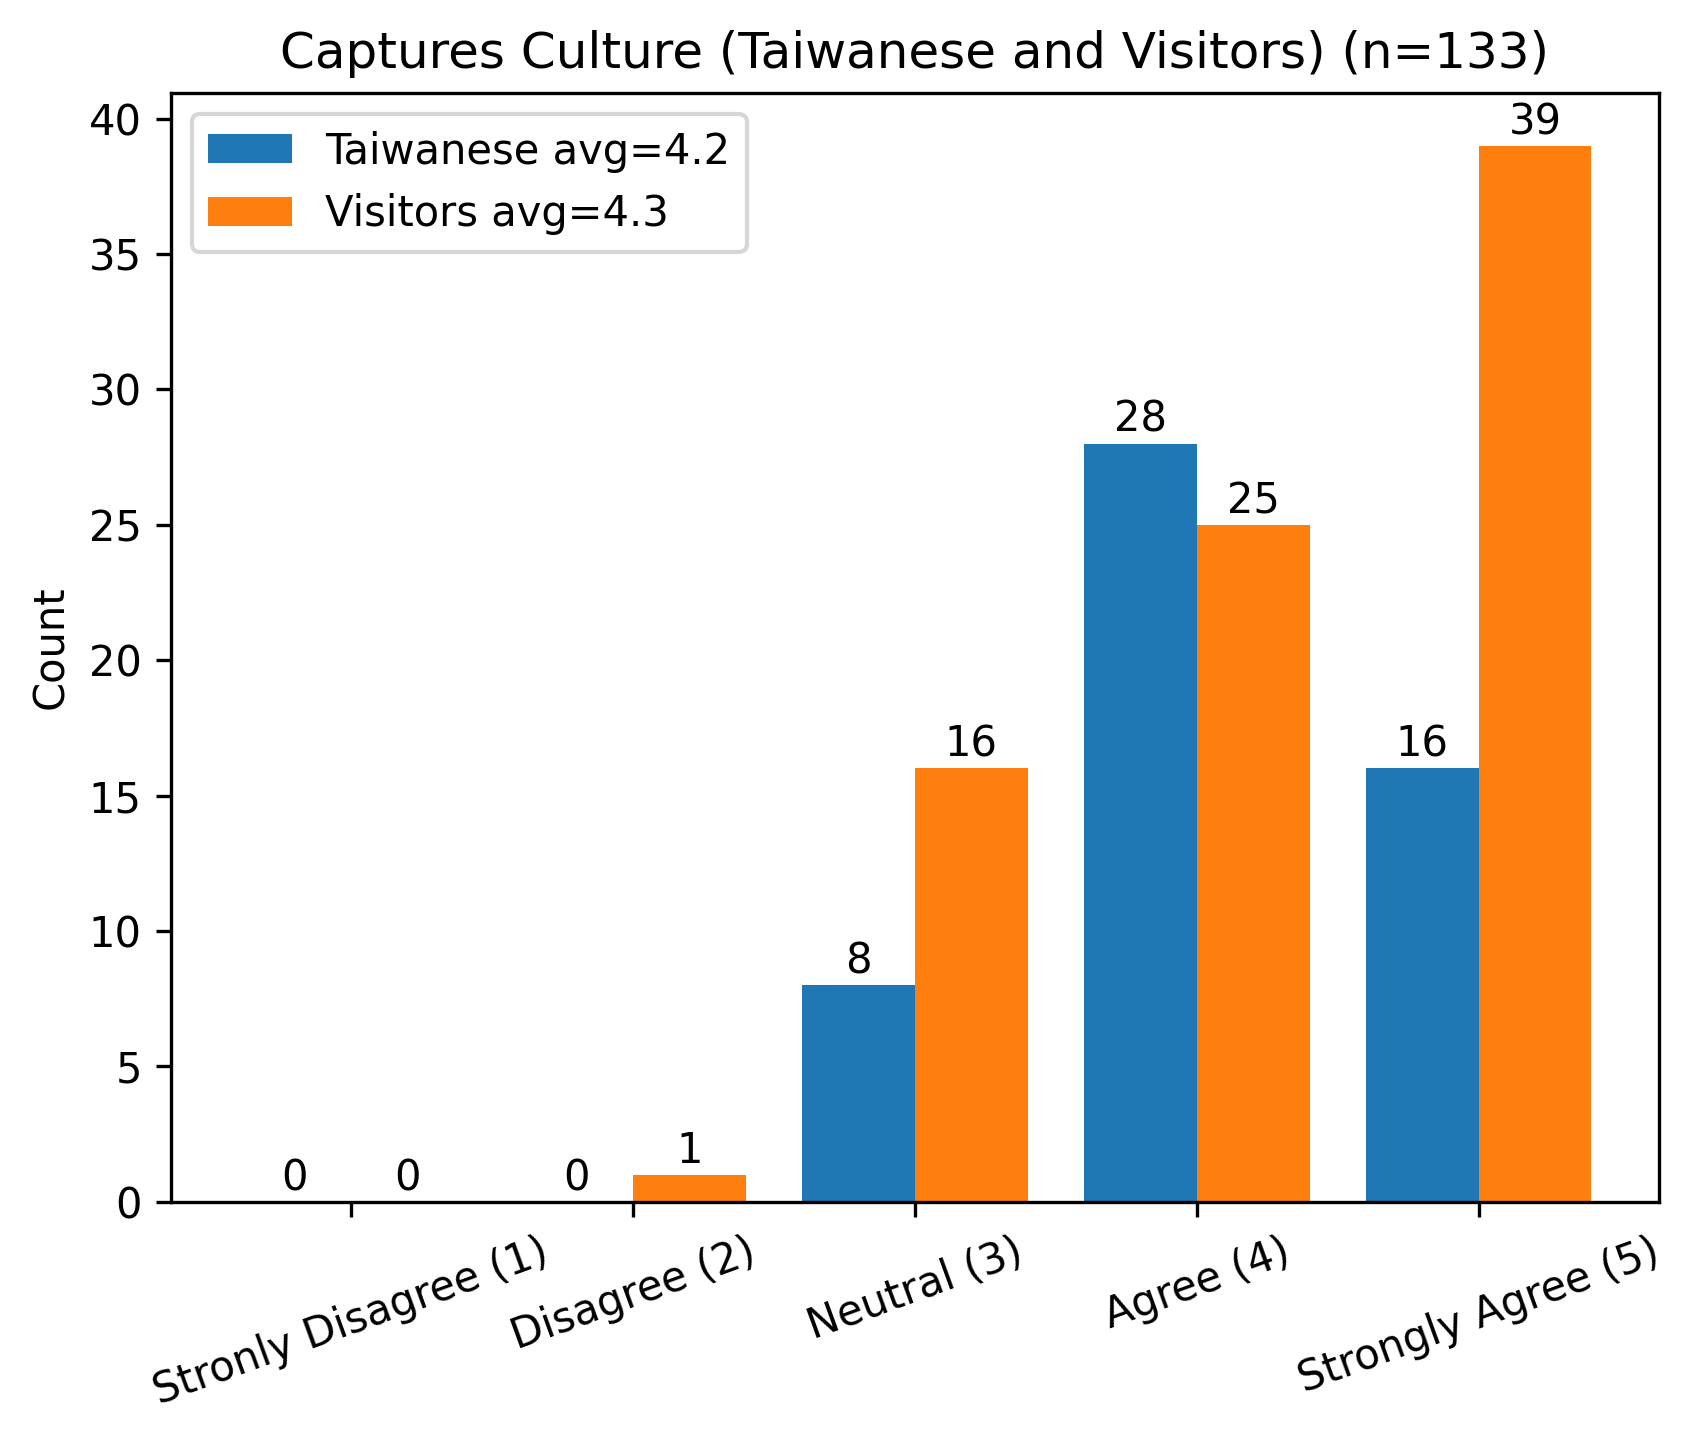 Captures Culture (Taiwanese and Visitors) (n=133)
Taiwanese avg=4.2
Visitors avg=4.3
Count
40
35
30
25
20
15
10
5
0
0
0
0
1
8
16
28
25
16
39
Stronly Disagree (1)
Disagree (2)
Neutral (3)
Agree (4)
Strongly Agree (5)